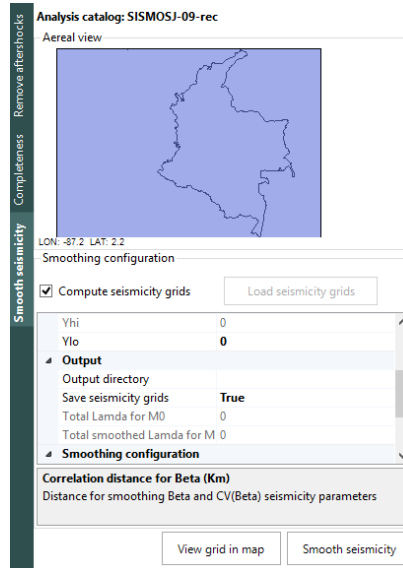 Analysis catalog: SISMOSJ-09-rec
Aereal view
Remove aftershocks
Completeness
Smooth seismicity
LON: -87.2 LAT: 2.2
Smoothing configuration
Compute seismicity grids
Load seismicity grids
Yhi 0
Ylo 0
Output
Output directory
Save seismicity grids True
Total Lamda for M0 0
Total smoothed Lamda for M 0
Smoothing configuration
Correlation distance for Beta (Km)
Distance for smoothing Beta and CV(Beta) seismicity parameters
View grid in map
Smooth seismicity